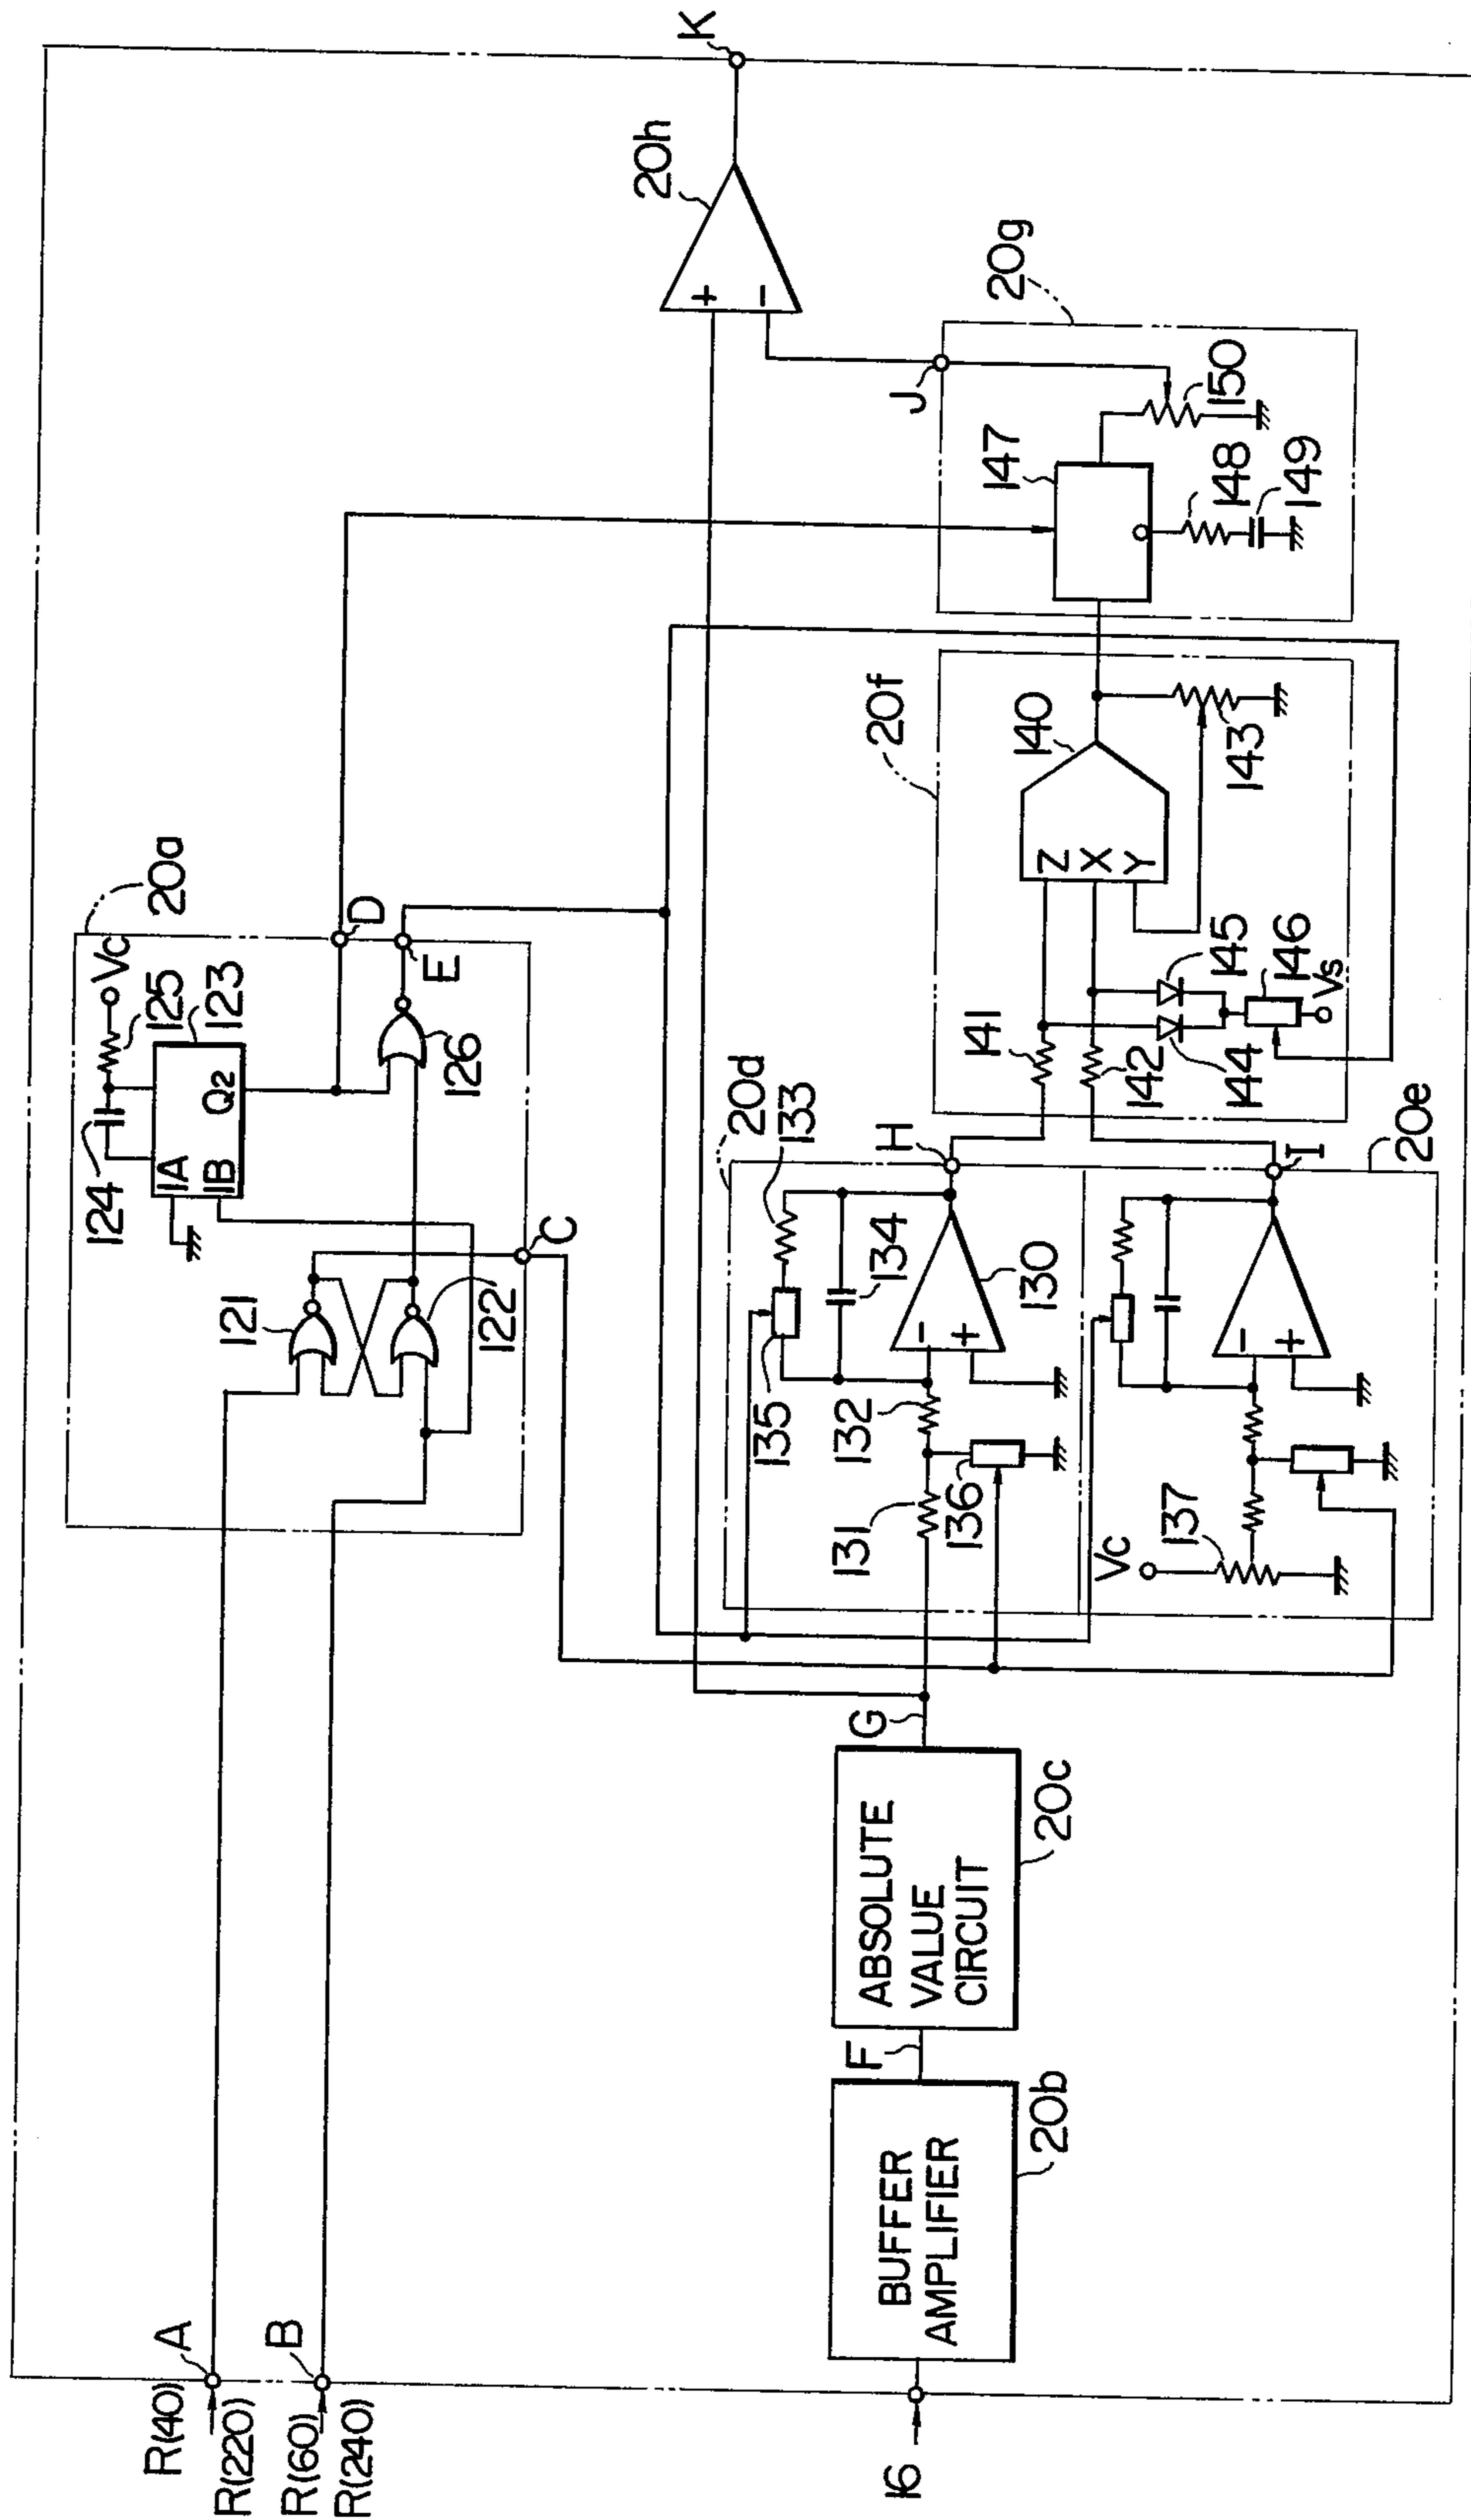 R(40)
A
R(220)
R(60)
B
R(240)
16
BUFFER
AMPLIFIER
20b
F
ABSOLUTE
VALUE
CIRCUIT
20c
G
20a
121
122
124
1A
1B
Q2
123
125
Vc
126
C
D
E
20d
131
132
133
134
135
136
130
H
Vc
137
20e
I
20f
141
142
144
145
146
Vs
Z
X
Y
140
143
20g
147
148
149
150
J
+
−
20h
K
−
+
−
+